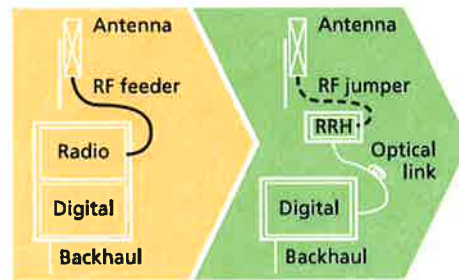 Antenna
RF feeder
Radio
Digital
Backhaul
Antenna
RF jumper
RRH
Optical
link
Digital
Backhaul